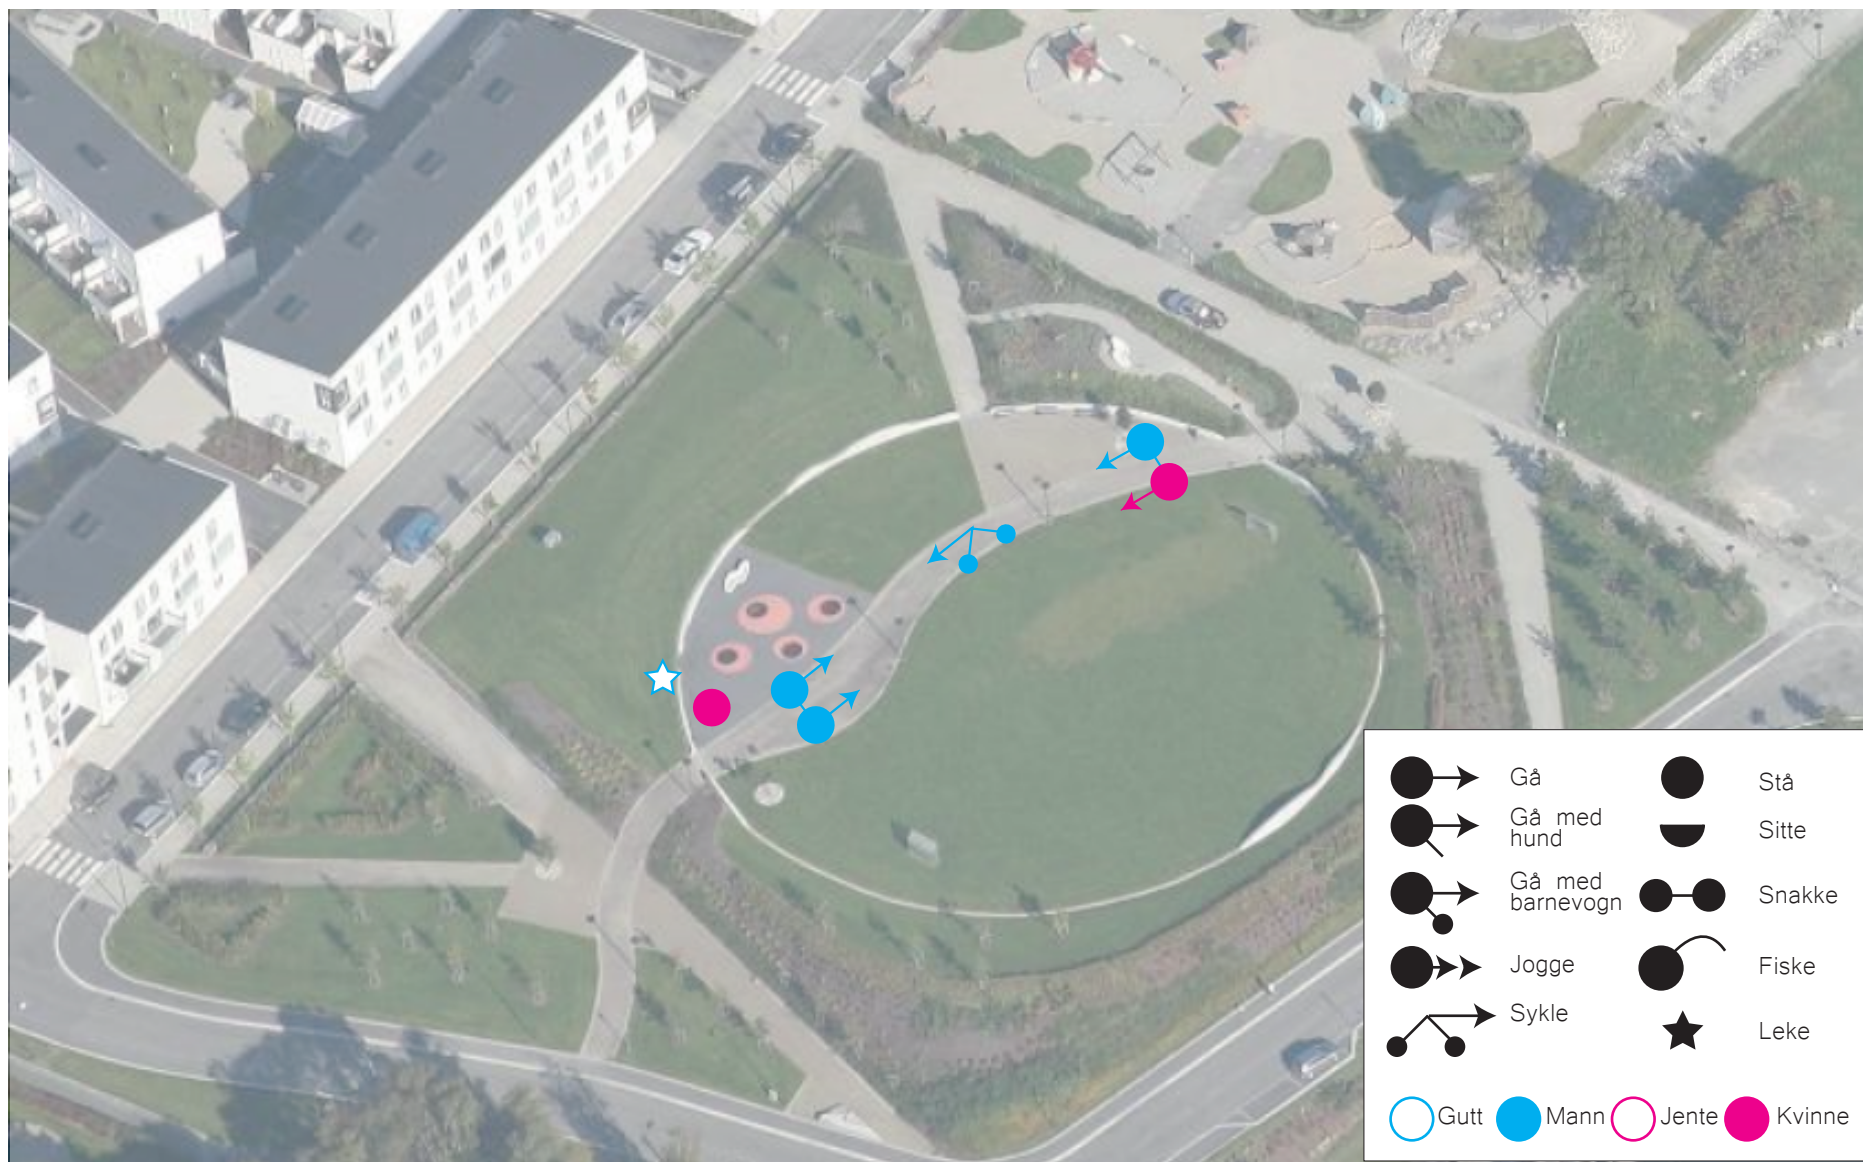 Gå
Gå med
hund
Gå med
barnevogn
Jogge
Sykle
Stå
Sitte
Snakke
Fiske
Leke
Gutt
Mann
Jente
Kvinne